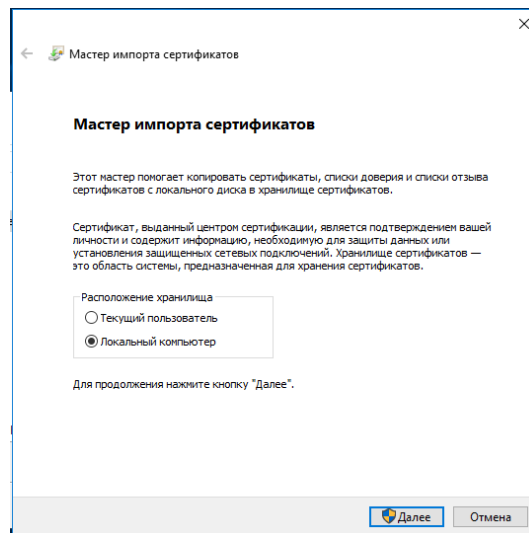 Мастер импорта сертификатов
Мастер импорта сертификатов
Этот мастер помогает копировать сертификаты, списки доверия и списки отзыва
сертификатов с локального диска в хранилище сертификатов.
Сертификат, выданный центром сертификации, является подтверждением вашей
личности и содержит информацию, необходимую для защиты данных или
установления защищенных сетевых подключений. Хранилище сертификатов —
это область системы, предназначенная для хранения сертификатов.
Расположение хранилища
Текущий пользователь
Локальный компьютер
Для продолжения нажмите кнопку "Далее".
Далее
Отмена